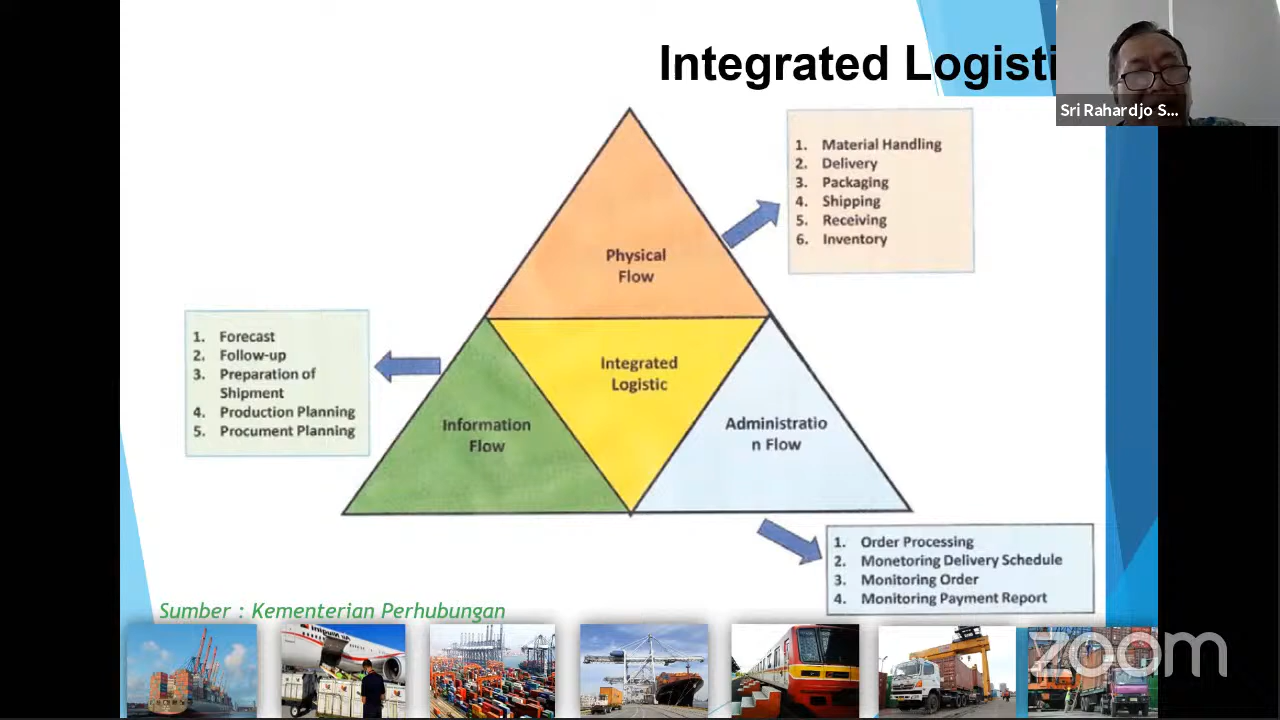 Integrated Logisti
Sri Rahardjo S...
1. Material Handling
2. Delivery
3. Packaging
4. Shipping
5. Receiving
6. Inventory
Physical
Flow
1. Forecast
2. Follow-up
3. Preparation of
Shipment
4. Production Planning
5. Procument Planning
Integrated
Logistic
Information
Flow
Administratio
n Flow
1. Order Processing
2. Monetoring Delivery Schedule
3. Monitoring Order
4. Monitoring Payment Report
Sumber : Kementerian Perhubungan
zoom